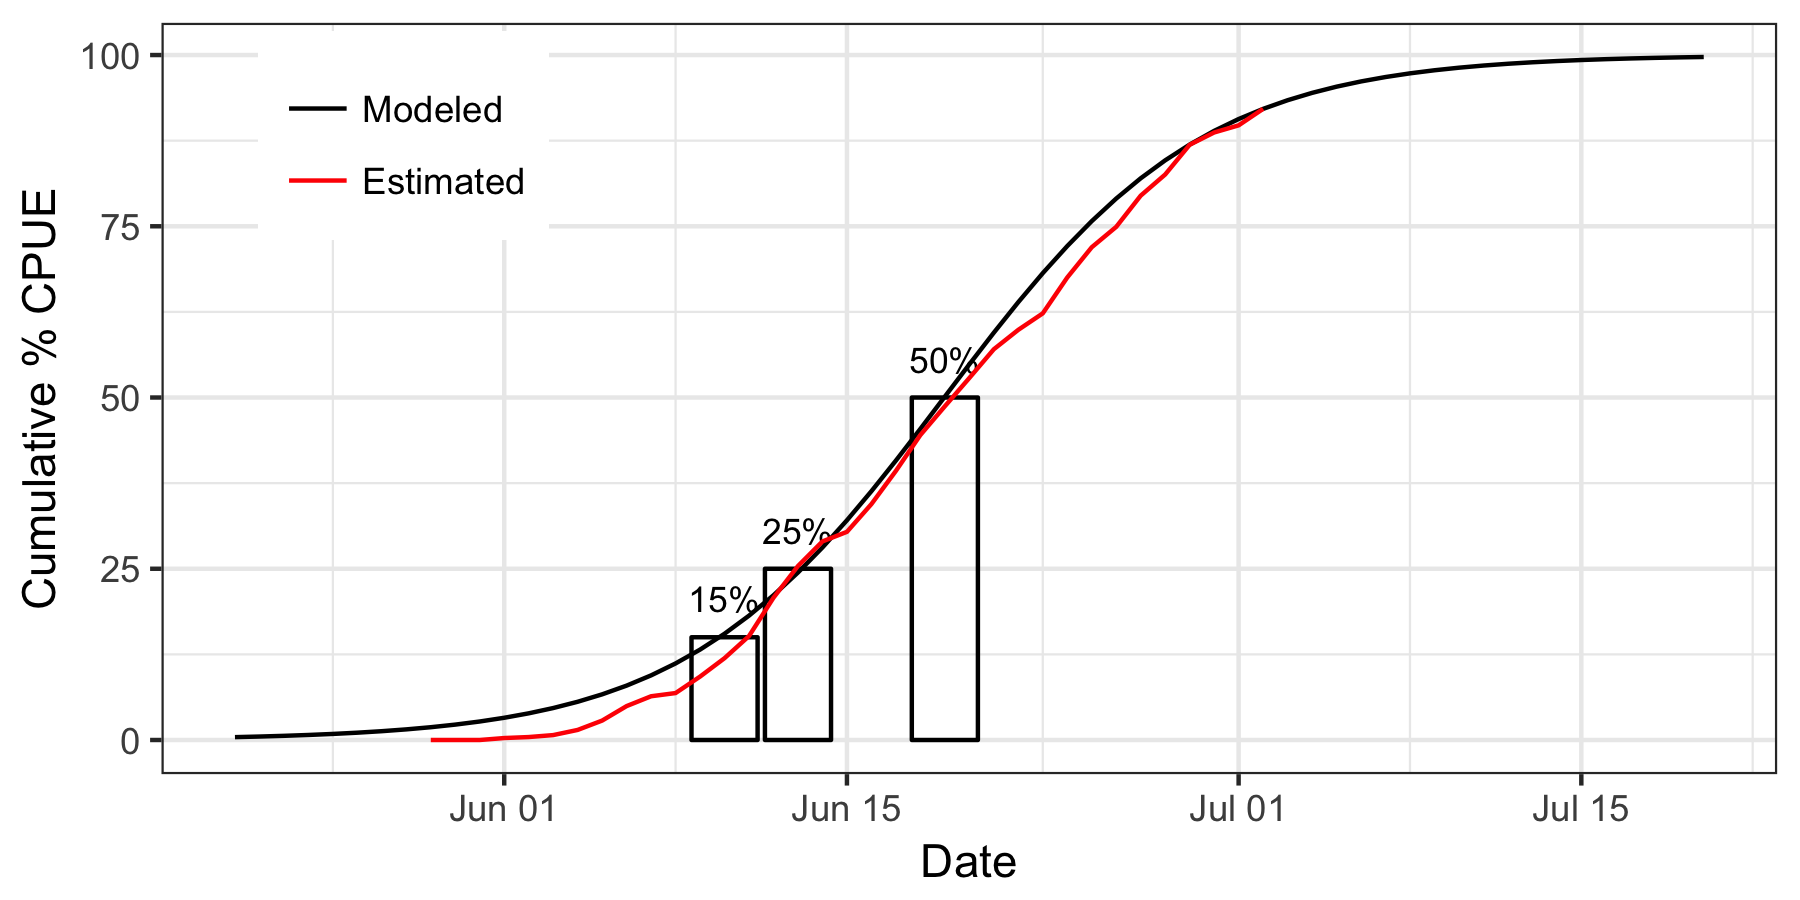 Cumulative % CPUE
100
75
50
25
0
Modeled
Estimated
15%
25%
50%
Jun 01
Jun 15
Jul 01
Jul 15
Date